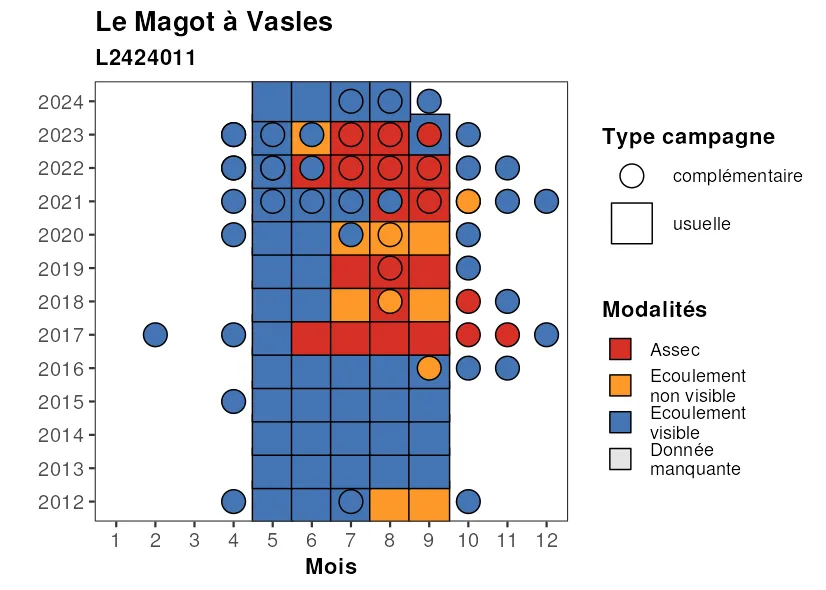 Le Magot à Vasles
L2424011
2024
2023
2022
2021
2020
2019
2018
2017
2016
2015
2014
2013
2012
1 2 3 4 5 6 7 8 9 10 11 12
Mois
Type campagne
complémentaire
usuelle
Modalités
Assec
Ecoulement
non visible
Ecoulement
visible
Donnée
manquante